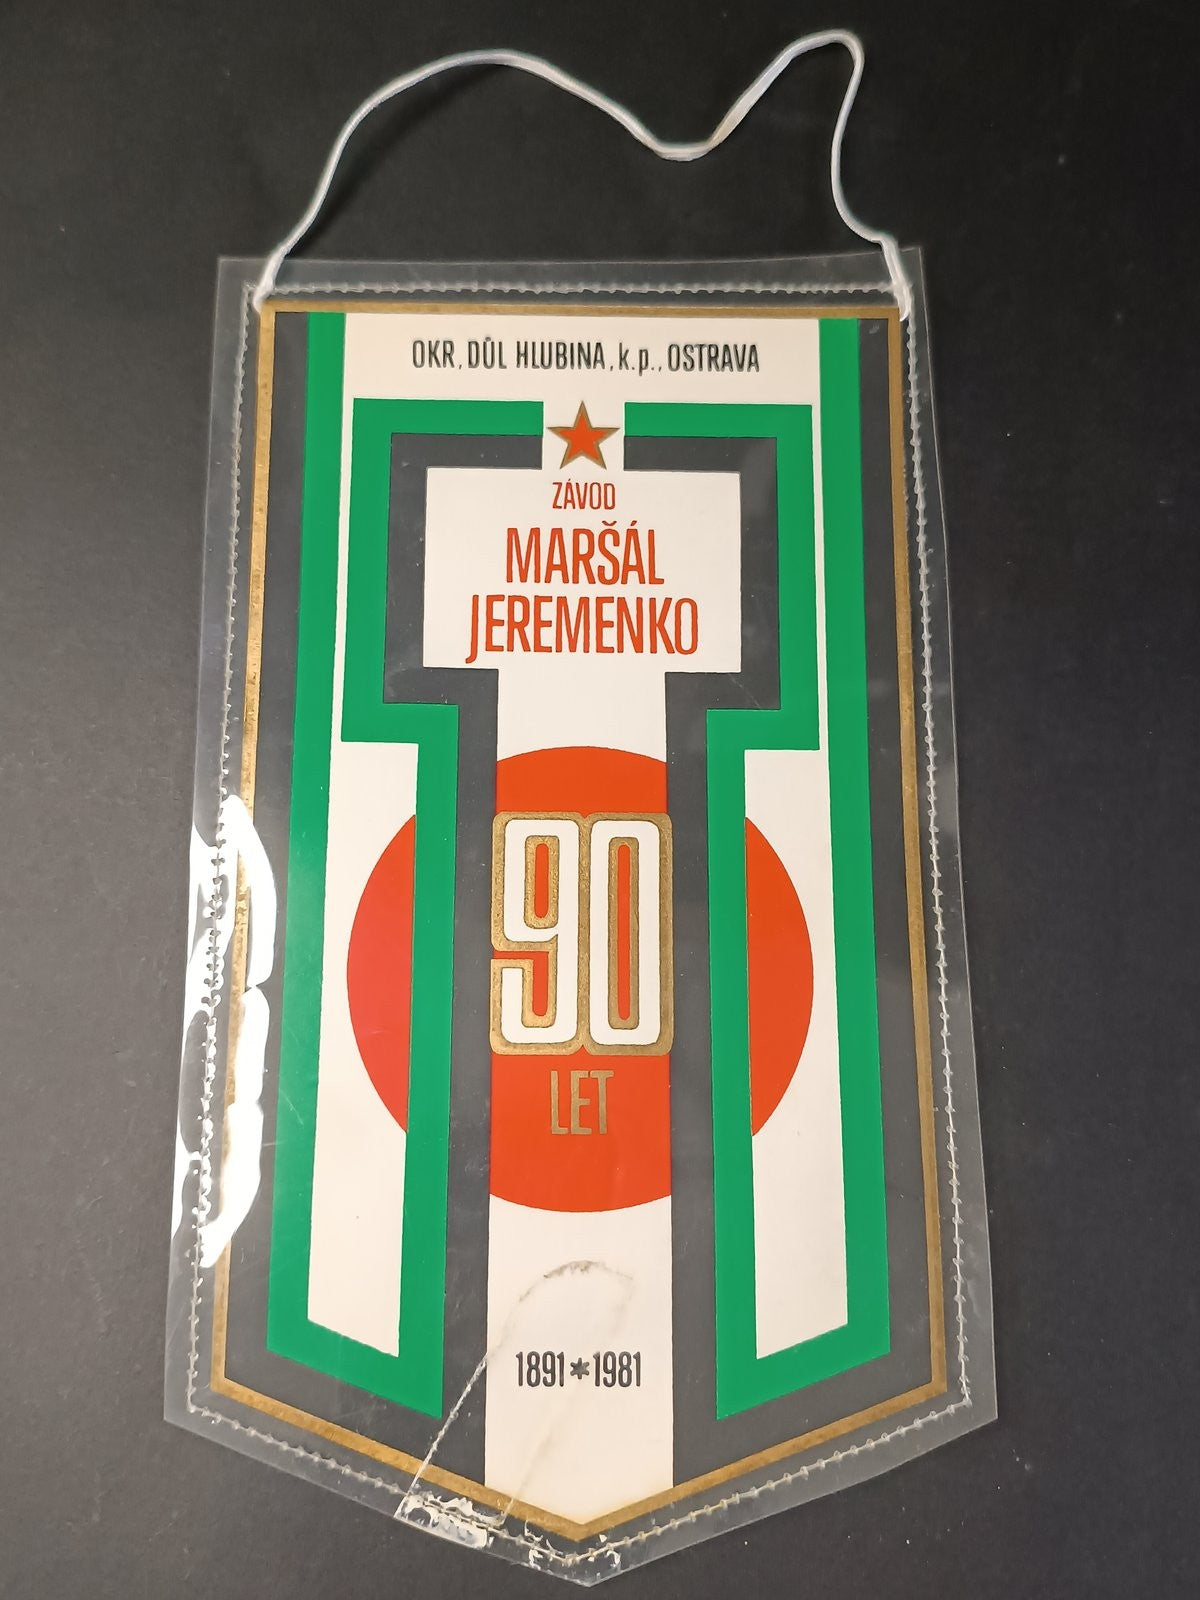 OKR, DŮL HLUBINA, k.p., OSTRAVA
ZÁVOD
MARŠÁL
JEREMENKO
90
LET
1891*1981